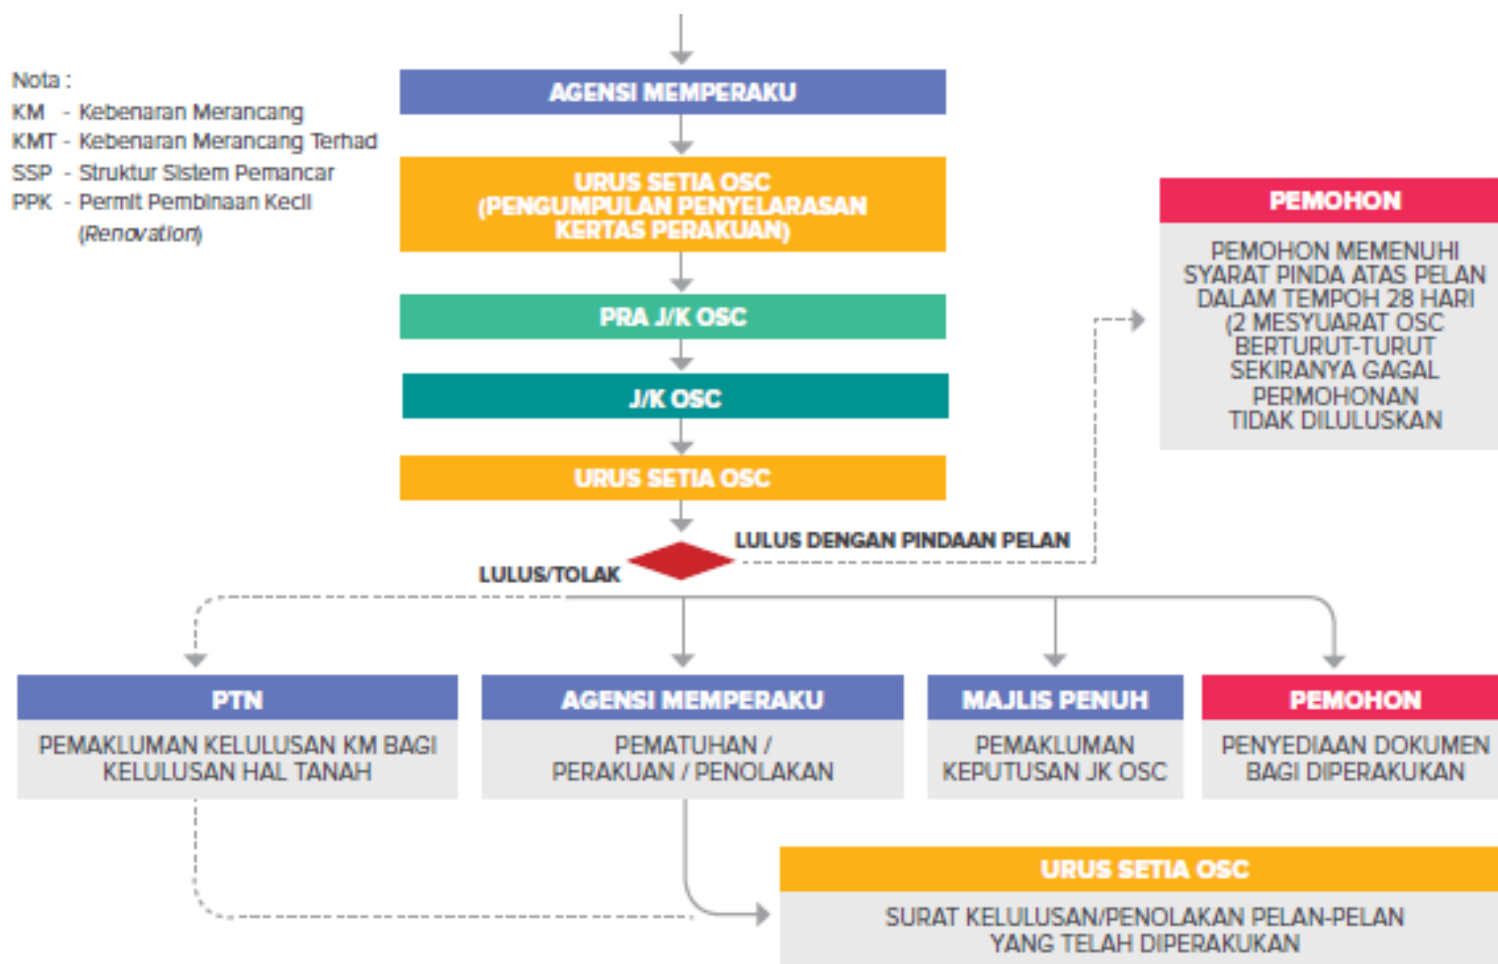 Nota :
KM - Kebenaran Merancang
KMT - Kebenaran Merancang Terhad
SSP - Struktur Sistem Pemancar
PPK - Permit Pembinaan Kecil
(Renovation)
AGENSI MEMPERAKU
URUS SETIA OSC
(PENGUMPULAN PENYELARASAN
KERTAS PERAKUAN)
PRA J/K OSC
J/K OSC
URUS SETIA OSC
PEMOHON
PEMOHON MEMENUHI
SYARAT PINDA ATAS PELAN
DALAM TEMPOH 28 HARI
(2 MESYUARAT OSC
BERTURUT-TURUT
SEKIRANYA GAGAL
PERMOHONAN
TIDAK DILULUSKAN
LULUS DENGAN PINDAAN PELAN
LULUS/TOLAK
PTN
PEMAKLUMAN KELULUSAN KM BAGI
KELULUSAN HAL TANAH
AGENSI MEMPERAKU
PEMATUHAN /
PERAKUAN / PENOLAKAN
MAJLIS PENUH
PEMAKLUMAN
KEPUTUSAN JK OSC
PEMOHON
PENYEDIAAN DOKUMEN
BAGI DIPERAKUKAN
URUS SETIA OSC
SURAT KELULUSAN/PENOLAKAN PELAN-PELAN
YANG TELAH DIPERAKUKAN